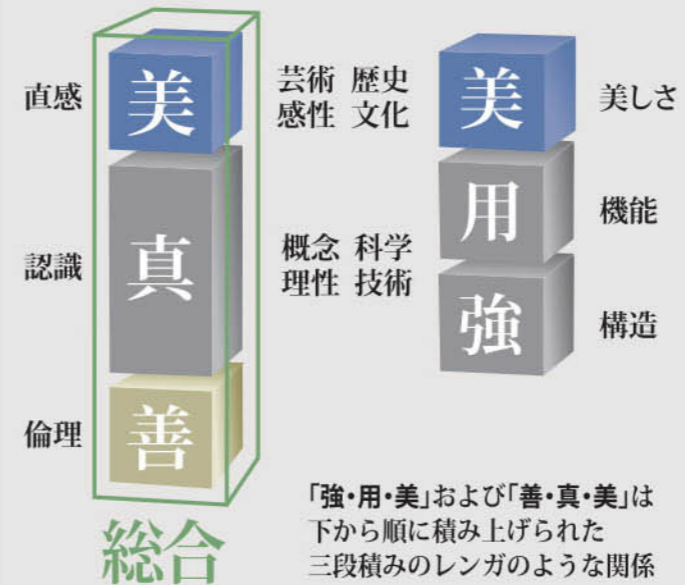 直感
美
芸術 歴史
感性 文化
美
美しさ
用
機能
認識
真
概念 科学
理性 技術
強
構造
倫理
善
総合
「強・用・美」および「善・真・美」は
下から順に積み上げられた
三段積みのレンガのような関係